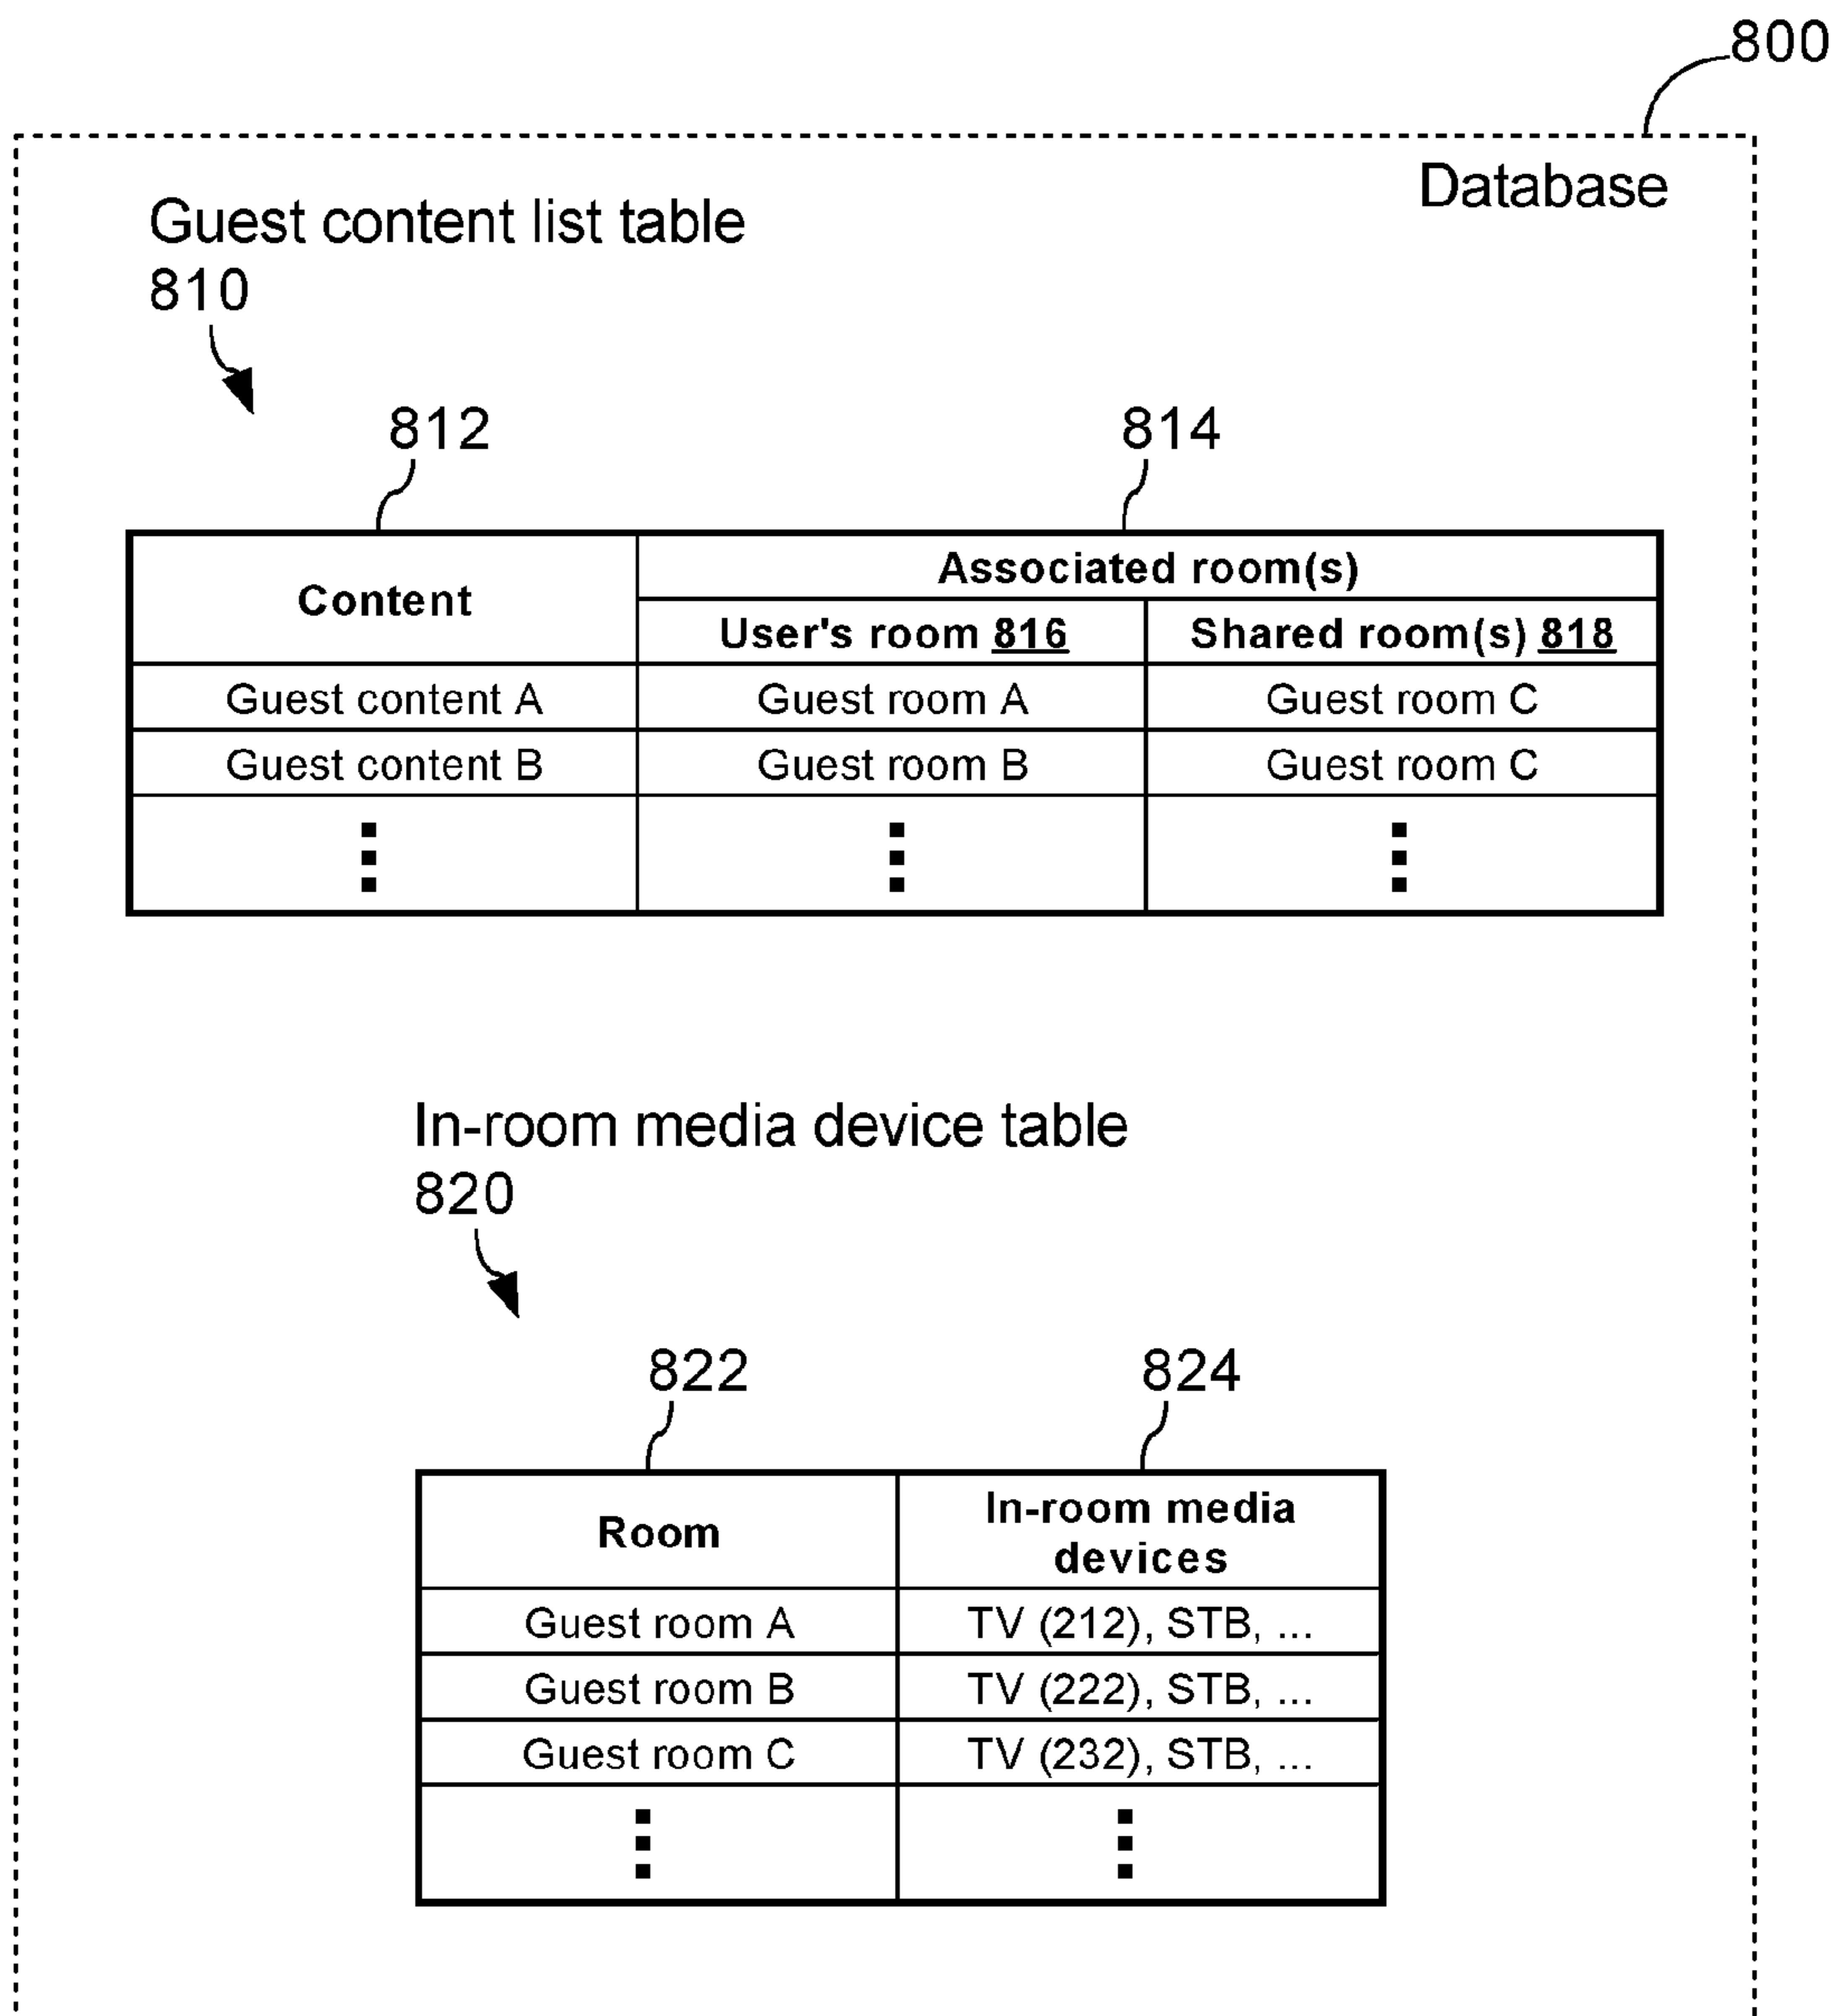 800
Database
Guest content list table
810
812
814
Content
Associated room(s)
User's room 816
Shared room(s) 818
Guest content A
Guest room A
Guest room C
Guest content B
Guest room B
Guest room C
In-room media device table
820
822
824
Room
In-room media
devices
Guest room A
TV (212), STB, ...
Guest room B
TV (222), STB, ...
Guest room C
TV (232), STB, ...